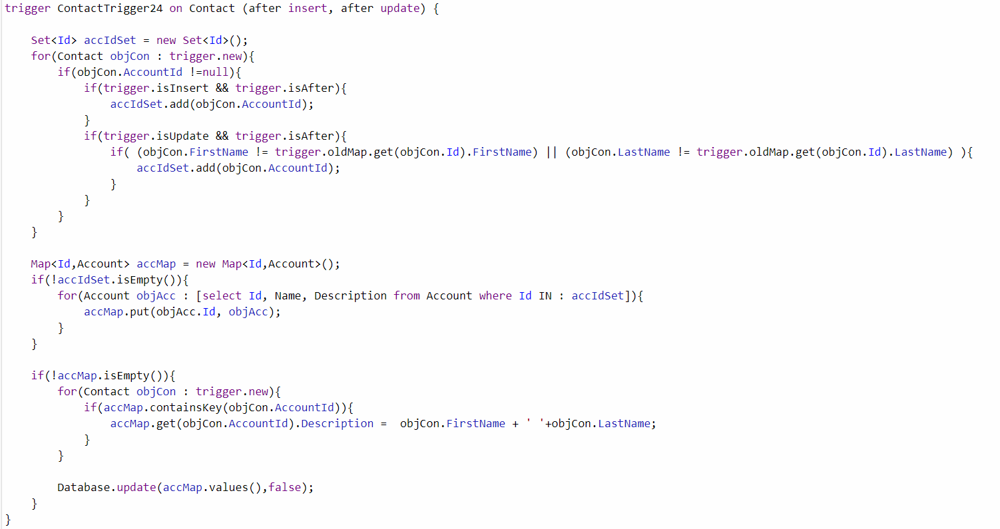 trigger ContactTrigger24 on Contact (after insert, after update) {
Set<Id> accIdSet = new Set<Id>();
for(Contact objCon : trigger.new){
if(objCon.AccountId !=null){
if(trigger.isInsert && trigger.isAfter){
accIdSet.add(objCon.AccountId);
}
if(trigger.isUpdate && trigger.isAfter){
if( (objCon.FirstName != trigger.oldMap.get(objCon.Id).FirstName) || (objCon.LastName != trigger.oldMap.get(objCon.Id).LastName) ){
accIdSet.add(objCon.AccountId);
}
}
}
}
Map<Id,Account> accMap = new Map<Id,Account>();
if(!accIdSet.isEmpty()){
for(Account objAcc : [select Id, Name, Description from Account where Id IN : accIdSet]){
accMap.put(objAcc.Id, objAcc);
}
}
if(!accMap.isEmpty()){
for(Contact objCon : trigger.new){
if(accMap.containsKey(objCon.AccountId)){
accMap.get(objCon.AccountId).Description =  objCon.FirstName + ' '+objCon.LastName;
}
}
Database.update(accMap.values(),false);
}
}